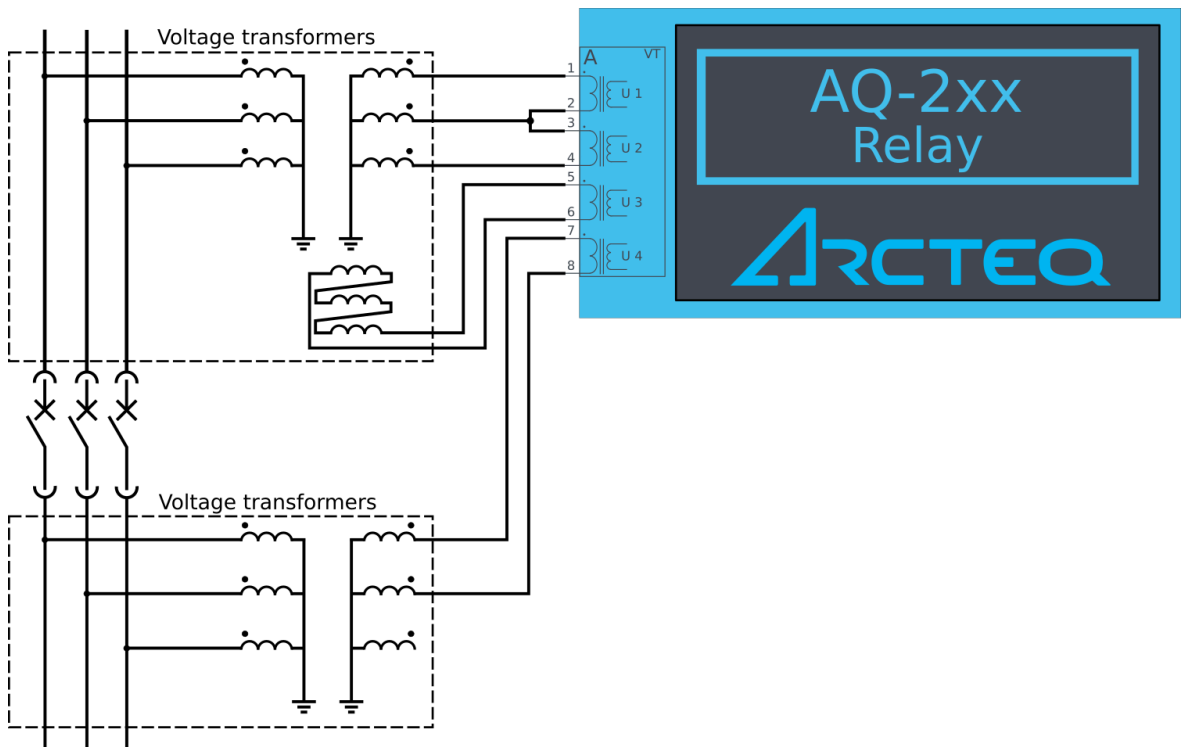 Voltage transformers
A
VT
1
U 1
2
3
U 2
4
5
U 3
6
7
U 4
8
AQ-2xx
Relay
ARCTEQ
Voltage transformers